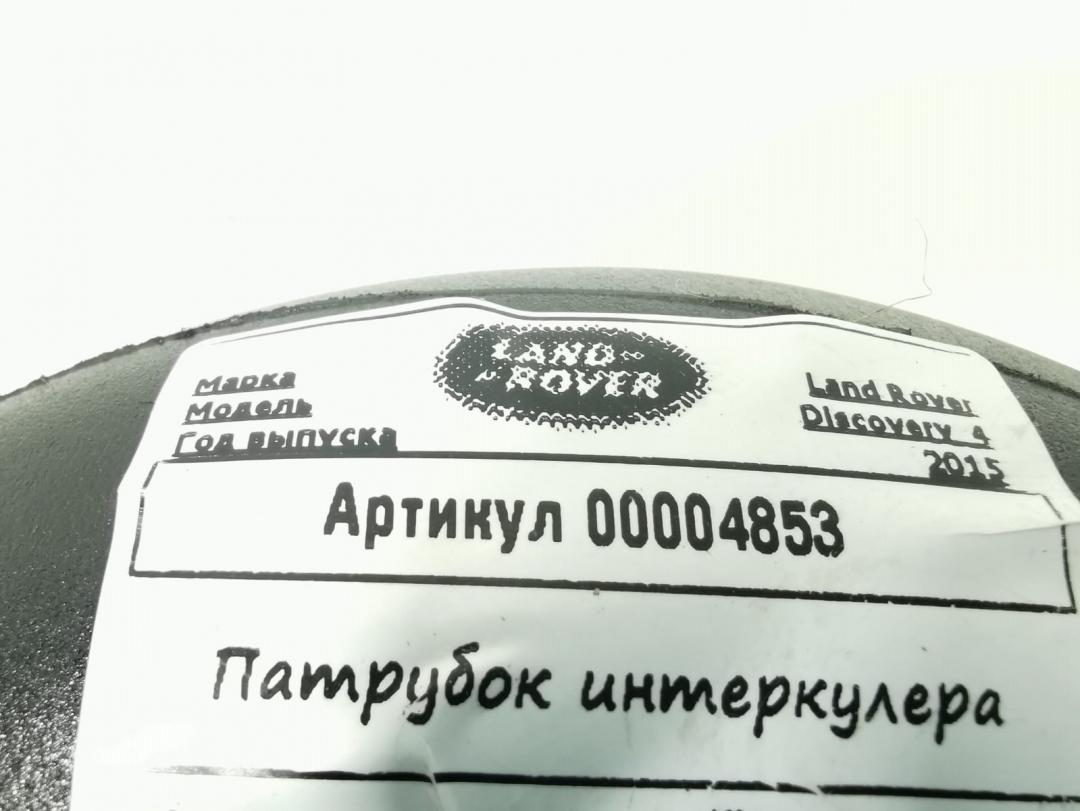 LAND-
ROVER
Марка Land Rover
Модель Discovery 4
Год выпуска 2015
Артикул 00004853
Патрубок интеркулера